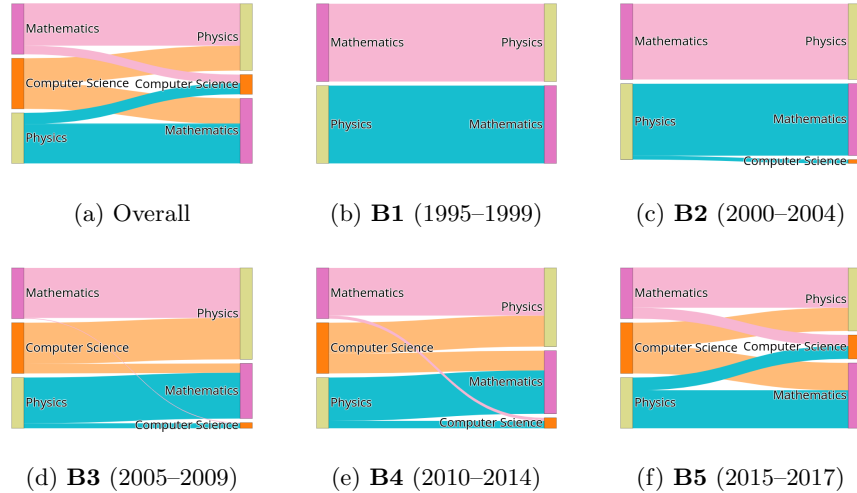 Mathematics
Physics
Computer Science
Computer Science
Physics
Mathematics
(a) Overall
Mathematics
Physics
Physics
Mathematics
(b) B1 (1995–1999)
Mathematics
Physics
Physics
Mathematics
Computer Science
(c) B2 (2000–2004)
Mathematics
Physics
Computer Science
Mathematics
Physics
Computer Science
(d) B3 (2005–2009)
Mathematics
Physics
Computer Science
Mathematics
Physics
Computer Science
(e) B4 (2010–2014)
Mathematics
Physics
Computer Science
Computer Science
Physics
Mathematics
(f) B5 (2015–2017)